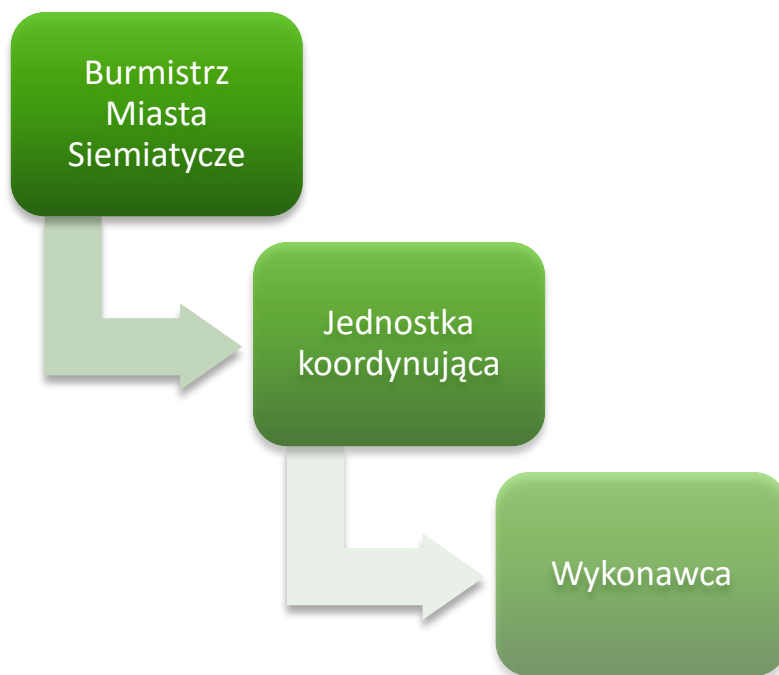 Burmistrz
Miasta
Siemiatycze
Jednostka
koordynująca
Wykonawca